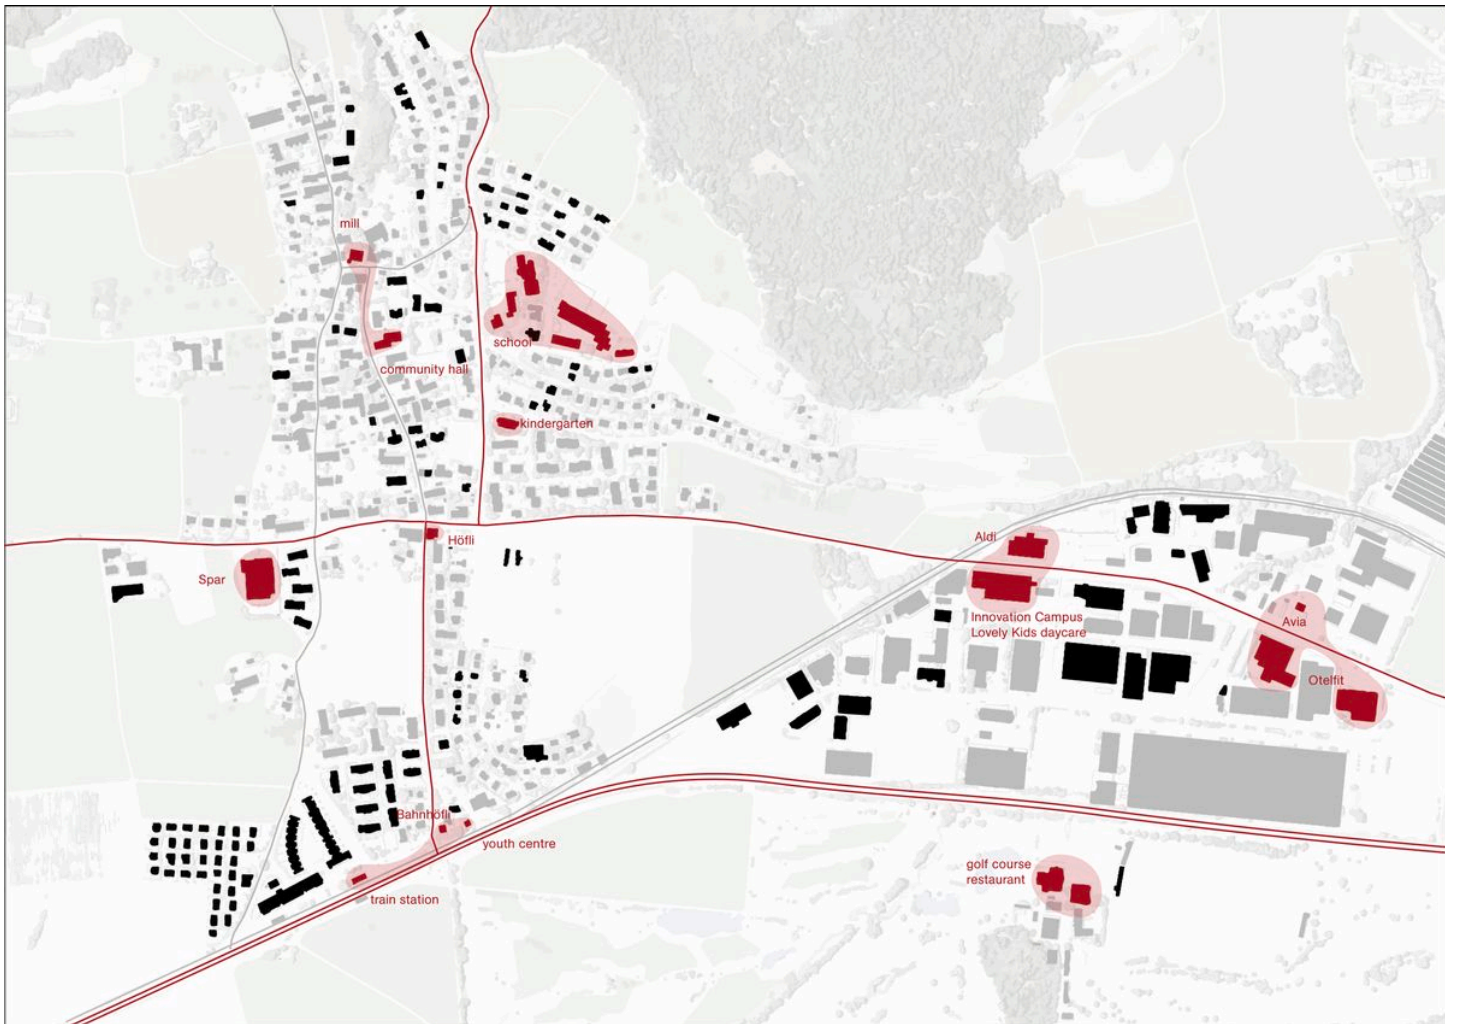 mill
school
community hall
kindergarten
Höfli
Spar
Aldi
Innovation Campus
Lovely Kids daycare
Avia
Otelfit
Bahnhöfli
youth centre
golf course
restaurant
train station